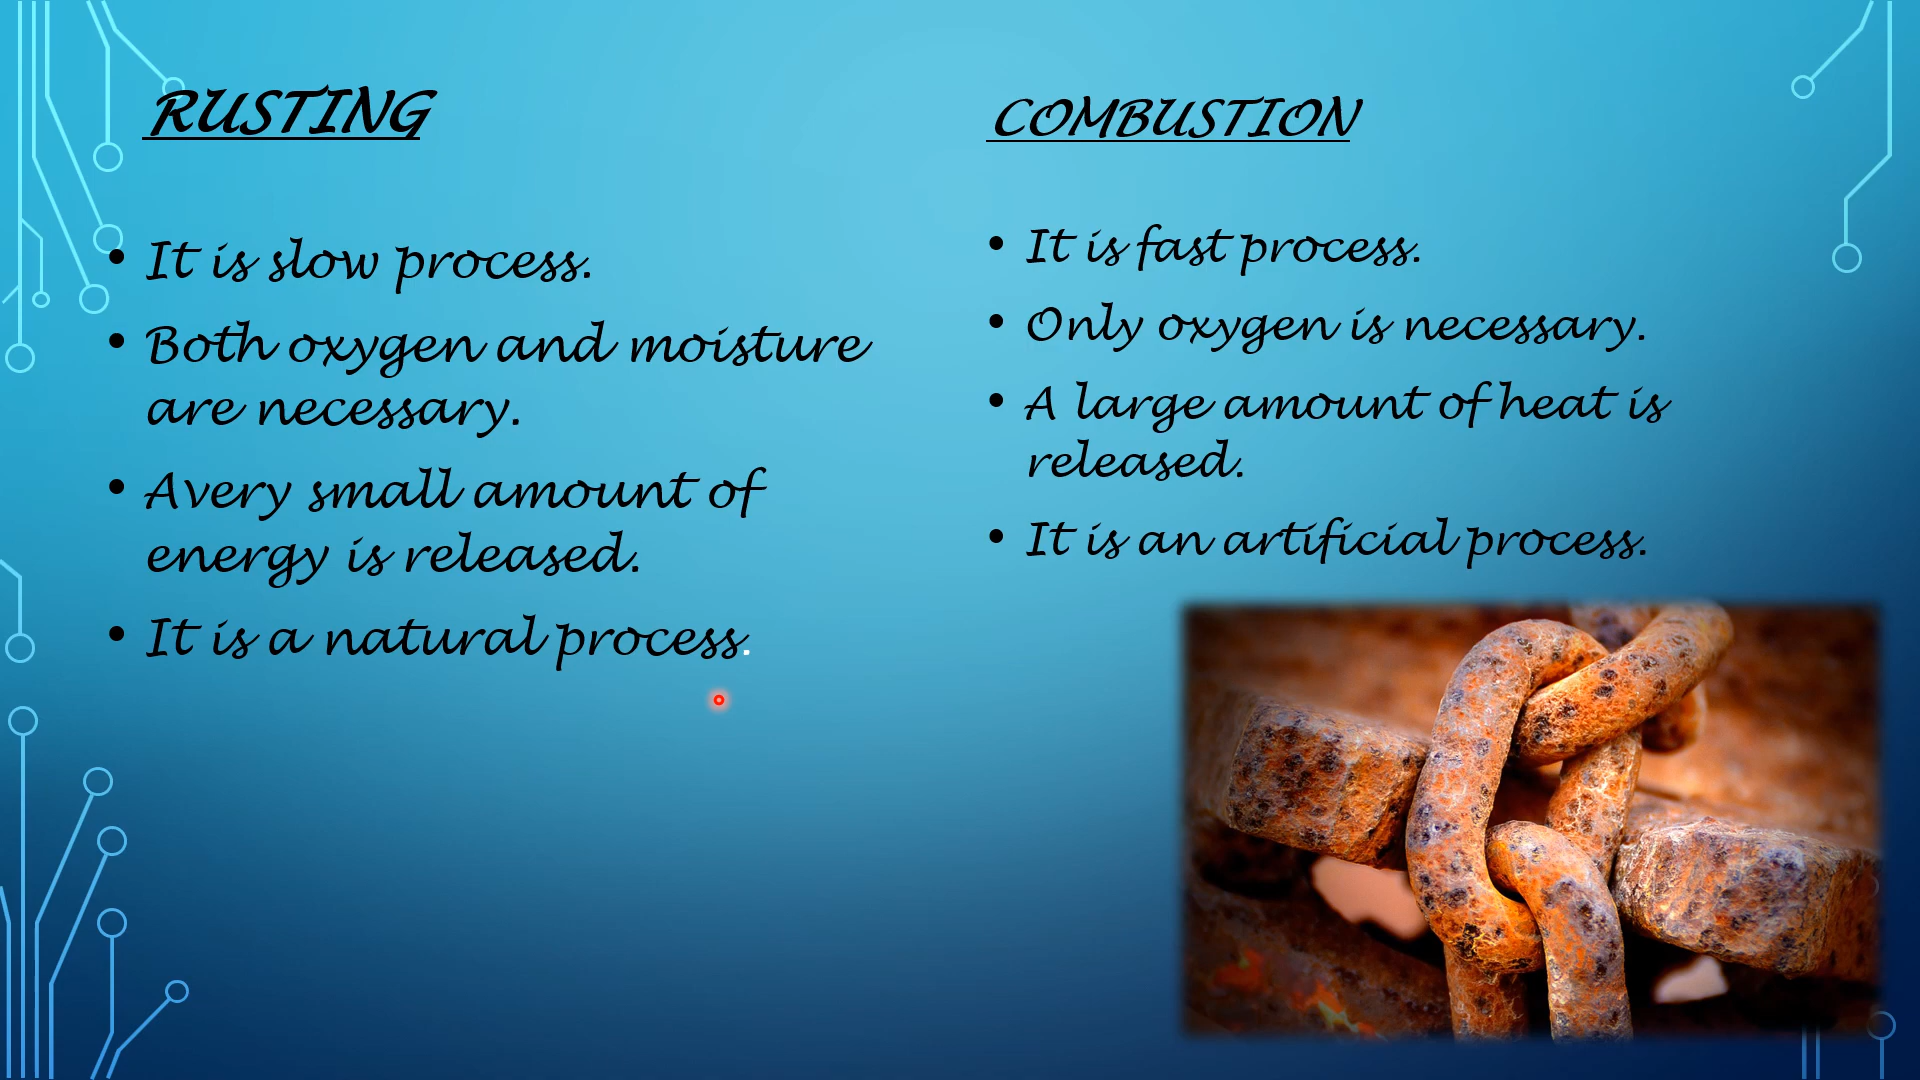 RUSTING
• It is slow process.
• Both oxygen and moisture
are necessary.
• Avery small amount of
energy is released.
• It is a natural process.
COMBUSTION
• It is fast process.
• Only oxygen is necessary.
• A large amount of heat is
released.
• It is an artificial process.